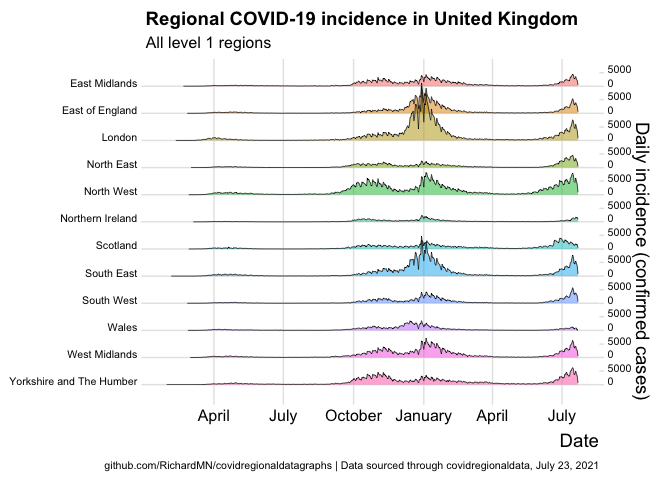 Regional COVID-19 incidence in United Kingdom
All level 1 regions
East Midlands
5000
0
East of England
5000
0
London
5000
0
North East
5000
0
North West
5000
0
Northern Ireland
5000
0
Scotland
5000
0
South East
5000
0
South West
5000
0
Wales
5000
0
West Midlands
5000
0
Yorkshire and The Humber
5000
0
Daily incidence (confirmed cases)
April July October January April July
Date
github.com/RichardMN/covidregionaldatagraphs | Data sourced through covidregionaldata, July 23, 2021